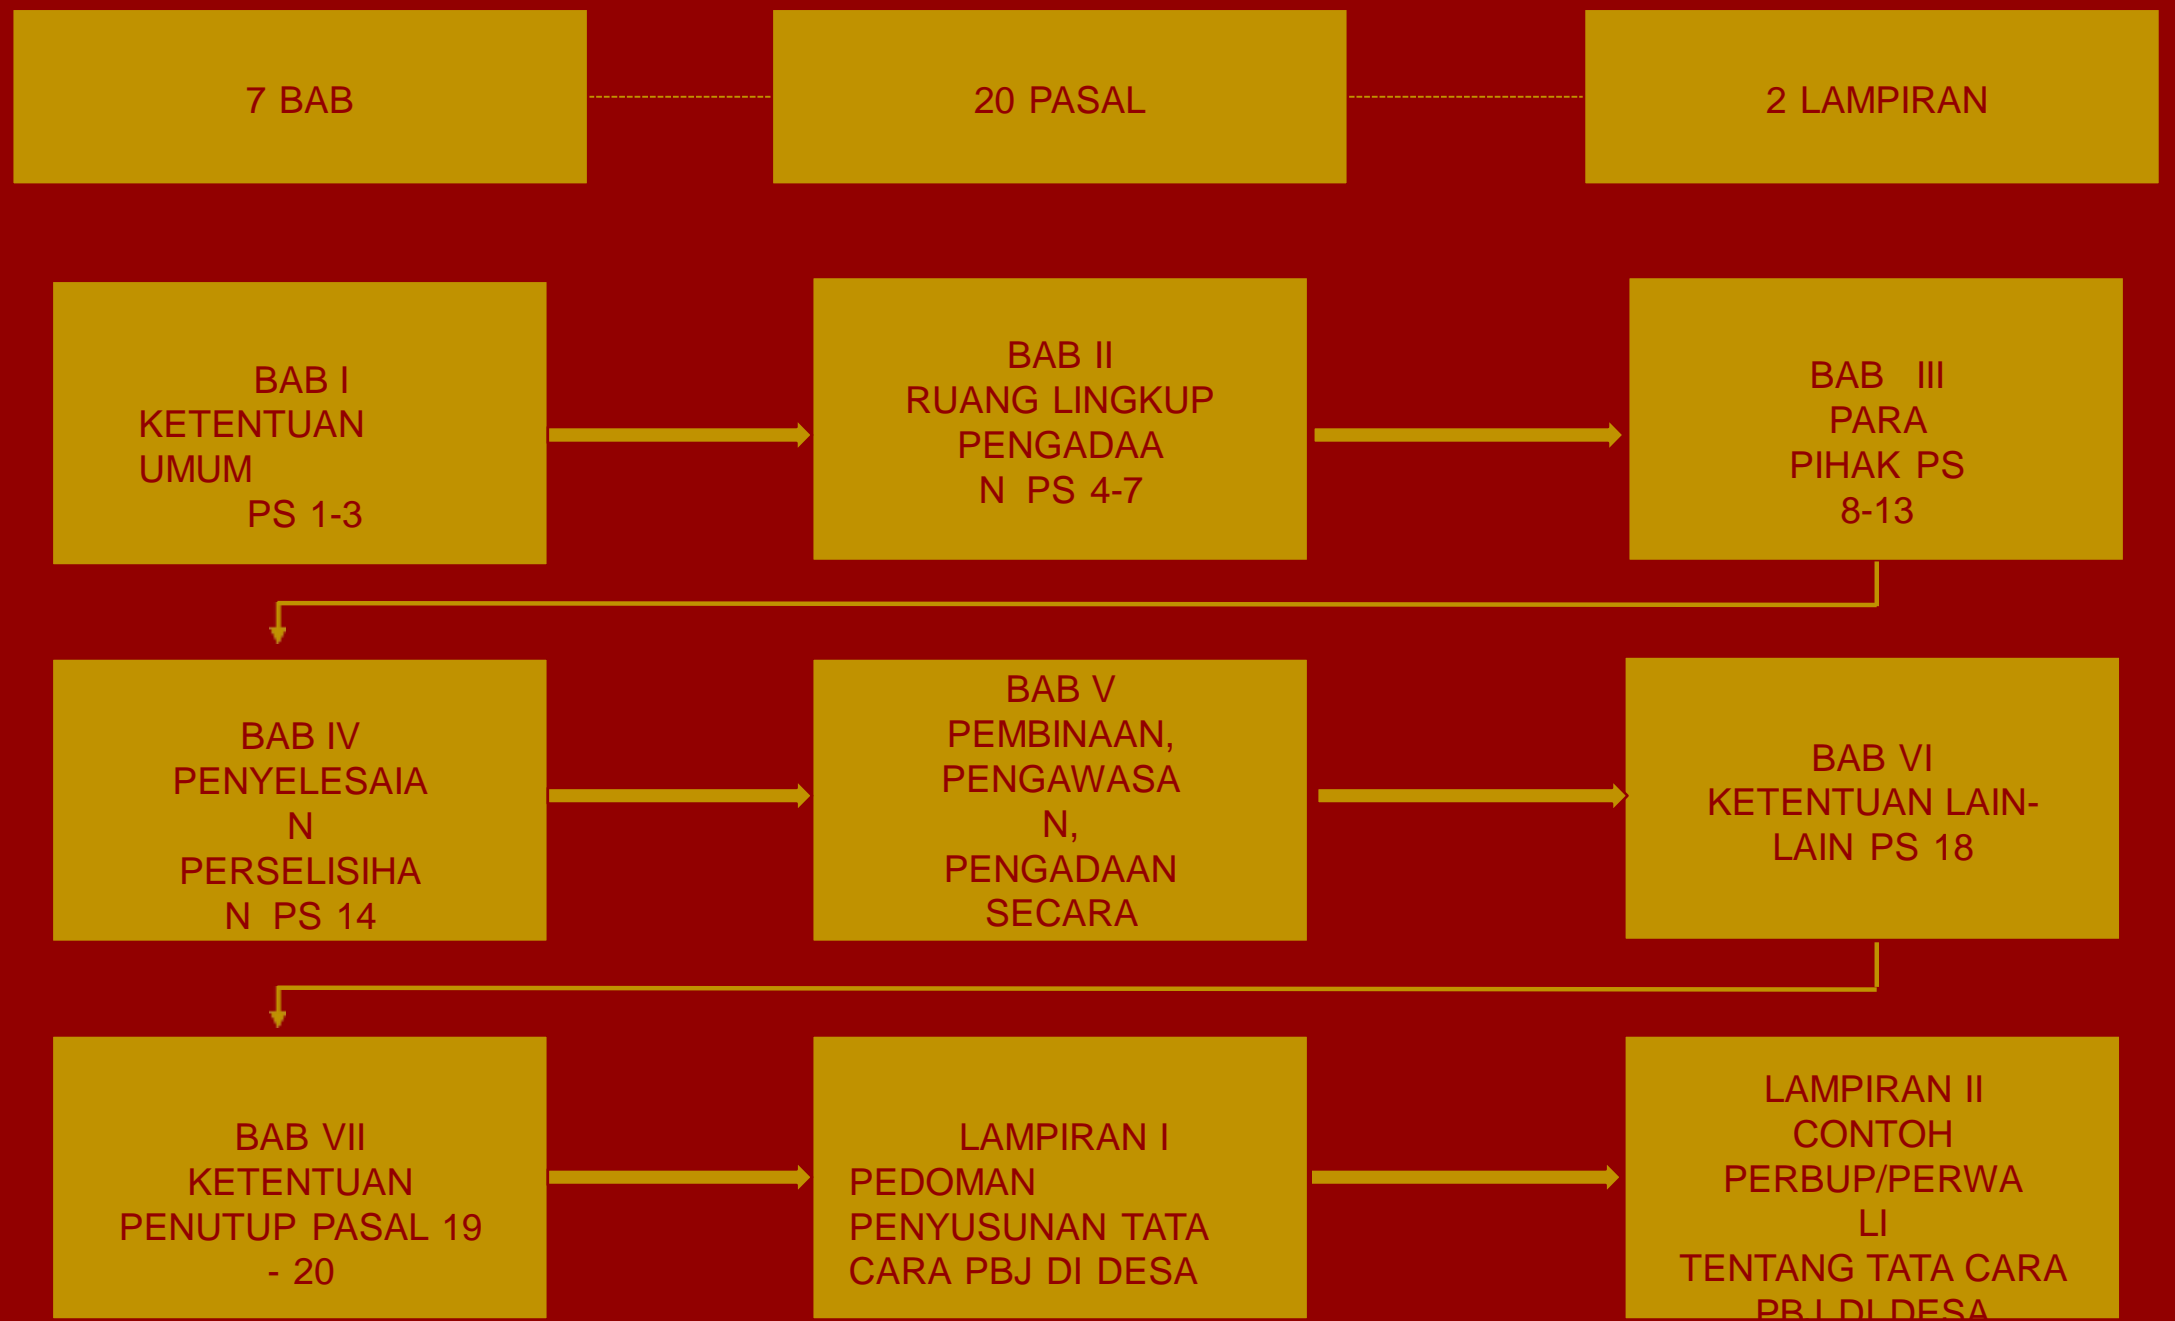 7 BAB
20 PASAL
2 LAMPIRAN
BAB I
KETENTUAN
UMUM
PS 1-3
BAB II
RUANG LINGKUP
PENGADAA
N PS 4-7
BAB III
PARA
PIHAK PS
8-13
BAB IV
PENYELESAIA
N
PERSELISIHA
N PS 14
BAB V
PEMBINAAN,
PENGAWASA
N,
PENGADAAN
SECARA
BAB VI
KETENTUAN LAIN-
LAIN PS 18
BAB VII
KETENTUAN
PENUTUP PASAL 19
- 20
LAMPIRAN I
PEDOMAN
PENYUSUNAN TATA
CARA PBJ DI DESA
LAMPIRAN II
CONTOH
PERBUP/PERWA
LI
TENTANG TATA CARA
PBJ DI DESA